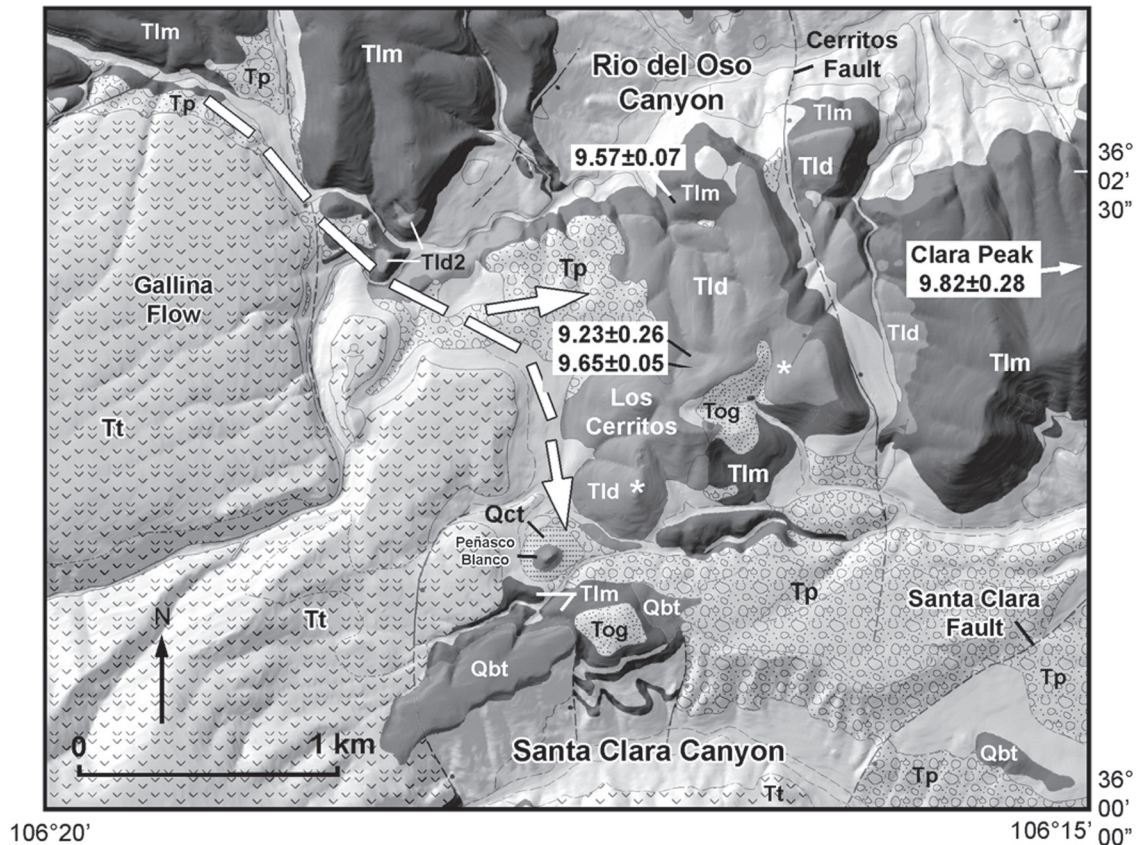 Tlm
Tp
Tlm
Rio del Oso
Canyon
Cerritos
Fault
Tp
Tlm
Tld
36°
02’
30”
9.57±0.07
Tlm
Tld2
Tp
Tld
Clara Peak
9.82±0.28
Gallina
Flow
9.23±0.26
9.65±0.05
Tld
Tlm
*
Los
Cerritos
Tog
Tt
Tlm
Tld *
Qct
Peñasco
Blanco
Tlm
Qbt
Tp
Santa Clara
Fault
N
Tt
Tog
Qbt
Tp
0 1 km
Santa Clara Canyon
Qbt
Tp
Tt
36°
00’
00”
106°20’
106°15’